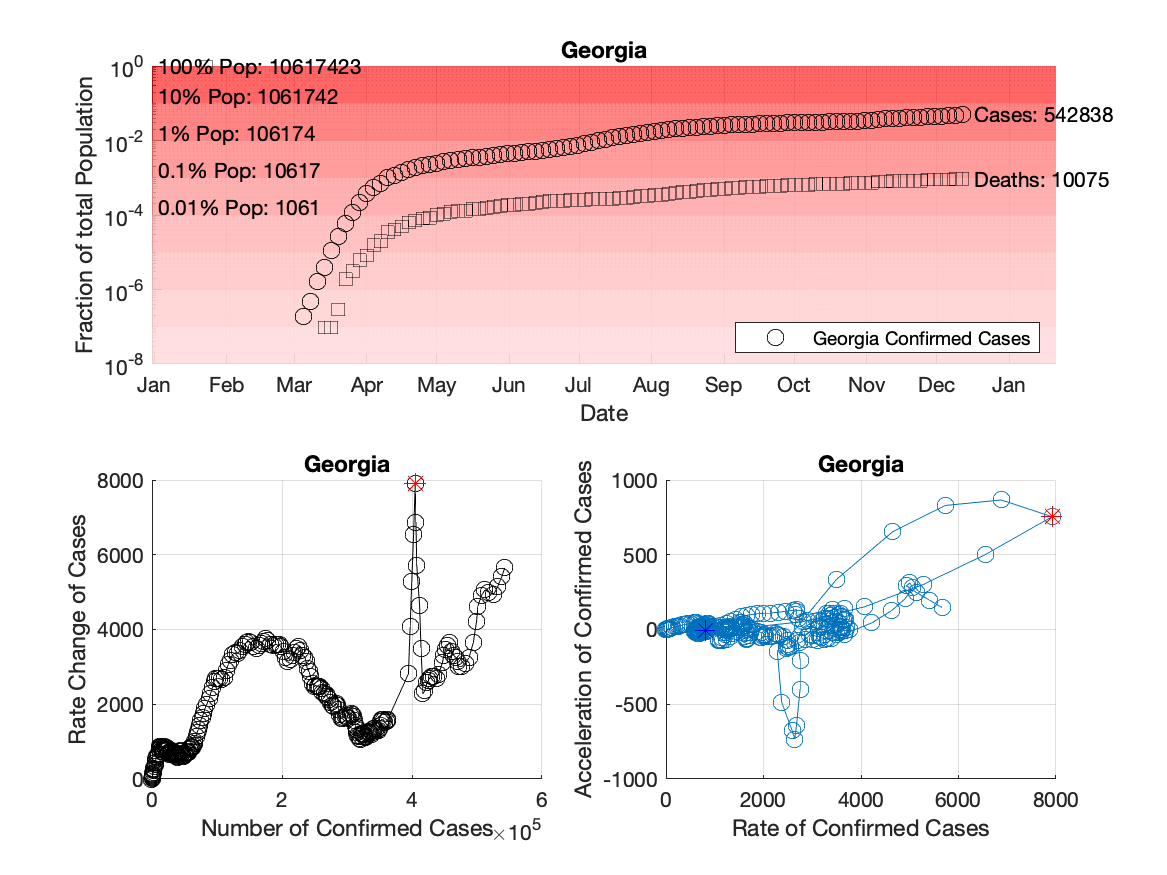 Georgia
10^0
10^-2
10^-4
10^-6
10^-8
Fraction of total Population
100% Pop: 10617423
10% Pop: 1061742
1% Pop: 106174
0.1% Pop: 10617
0.01% Pop: 1061
Cases: 542838
Deaths: 10075
Georgia Confirmed Cases
Jan Feb Mar Apr May Jun Jul Aug Sep Oct Nov Dec Jan
Date
Georgia
8000
6000
4000
2000
0
Rate Change of Cases
0 2 4 6
Number of Confirmed Cases ×10^5
Georgia
1000
500
0
-500
-1000
Acceleration of Confirmed Cases
0 2000 4000 6000 8000
Rate of Confirmed Cases